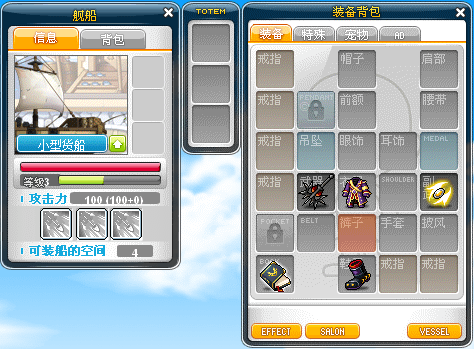 舰船
信息 背包
小型货船
等级3
攻击力 100 (100+0)
可装船的空间 4
TOTEM
装备背包
装备 特殊 宠物 AD
戒指 帽子 肩部
戒指 PENDANT 前额 腰带
戒指 吊坠 眼饰 耳饰 MEDAL
戒指 武器 SHOULDER 副
POCKET BELT 裤子 手套 披风
鞋 戒指 戒指
EFFECT SALON VESSEL